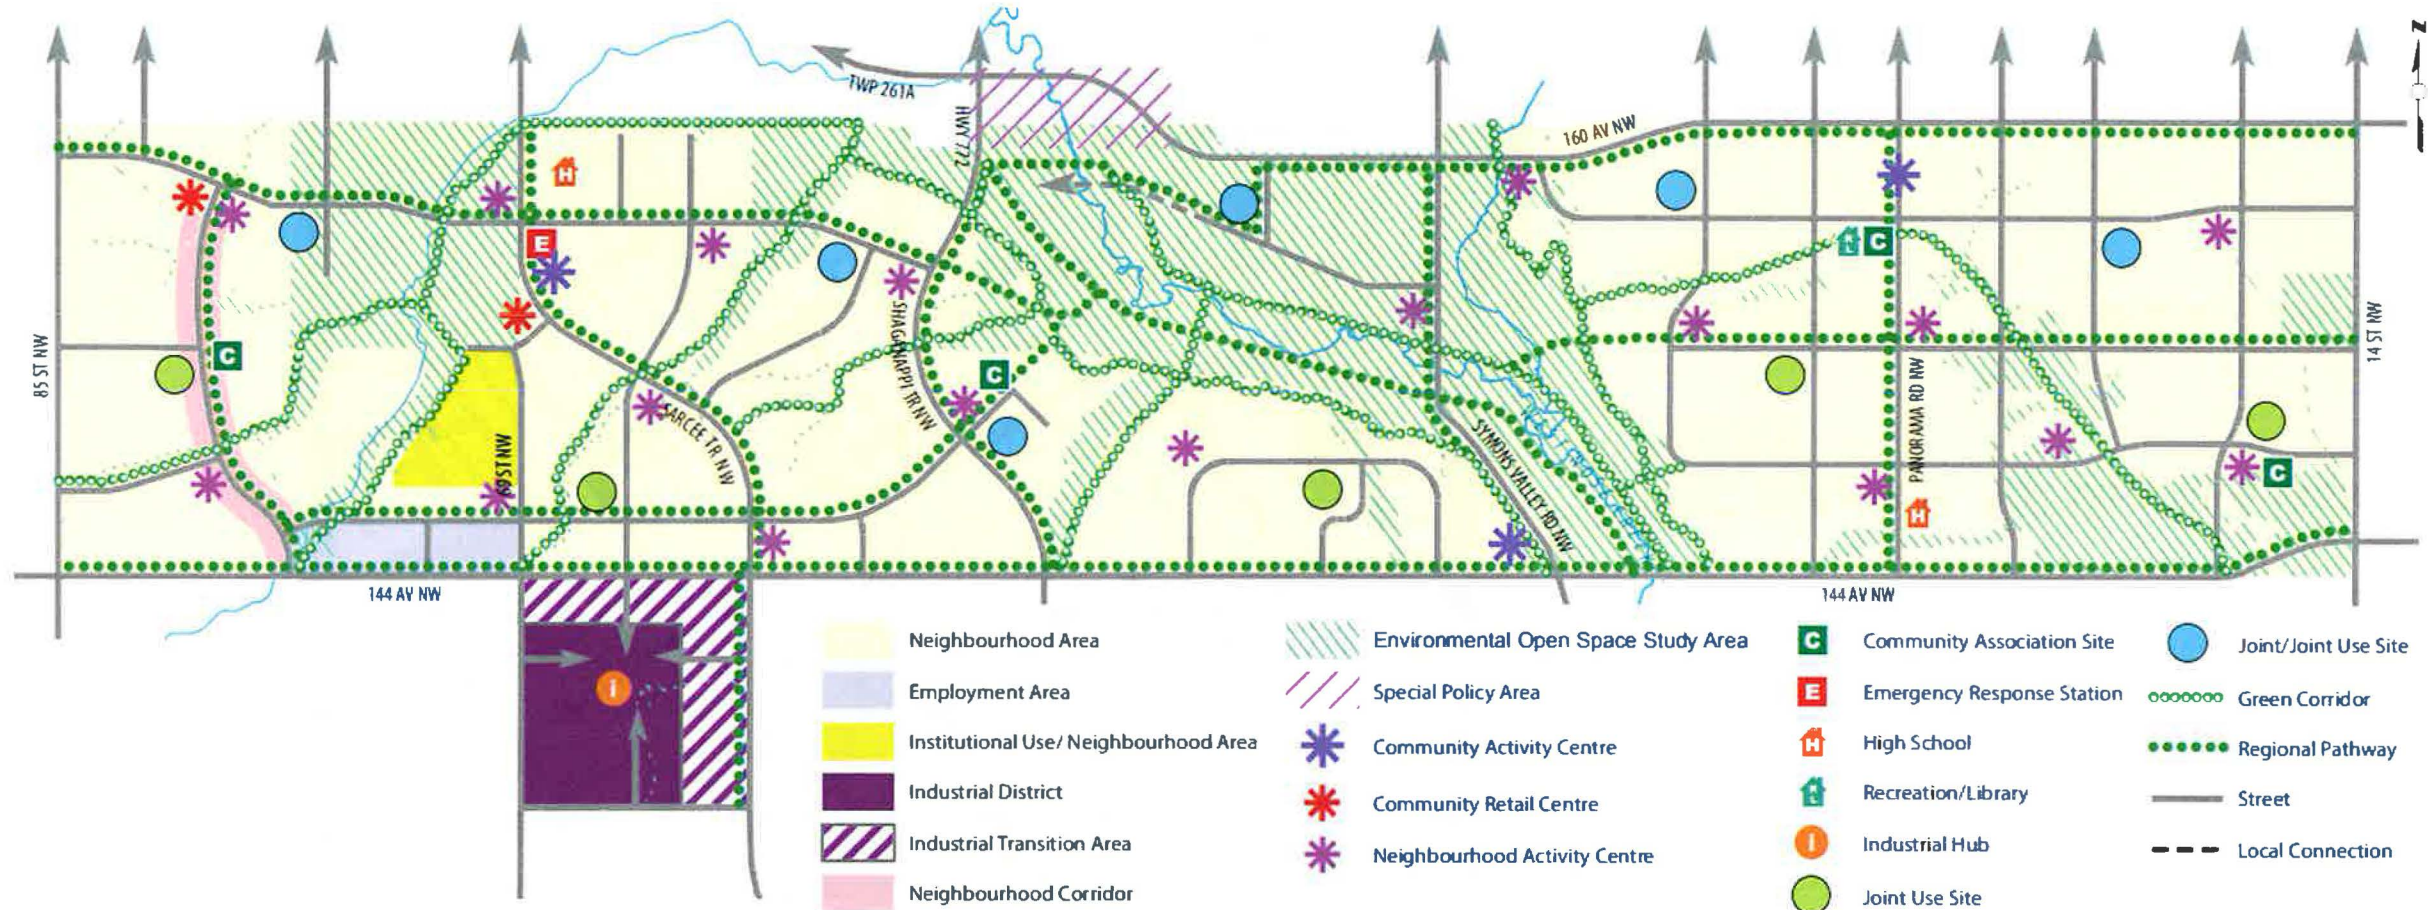 N
TWP 261A
HWY 772
160 AV NW
H
E
C
C
C
C
H
85 ST NW
SHAGANAPPI TR NW
14 ST NW
PANORAMA RD NW
SARCEE TR NW
69 ST NW
SYMONS VALLEY RD NW
144 AV NW
144 AV NW
i
Neighbourhood Area
Employment Area
Institutional Use/ Neighbourhood Area
Industrial District
Industrial Transition Area
Neighbourhood Corridor
Environmental Open Space Study Area
Special Policy Area
Community Activity Centre
Community Retail Centre
Neighbourhood Activity Centre
C Community Association Site
E Emergency Response Station
H High School
Recreation/Library
i Industrial Hub
Joint Use Site
Joint/Joint Use Site
Green Corridor
Regional Pathway
Street
Local Connection